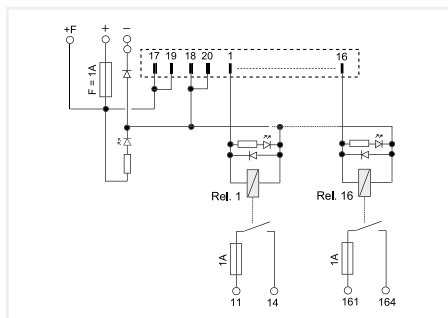 +F + −
17 19 18 20 1 16
F = 1A
Rel. 1 Rel. 16
1A 1A
11 14 161 164